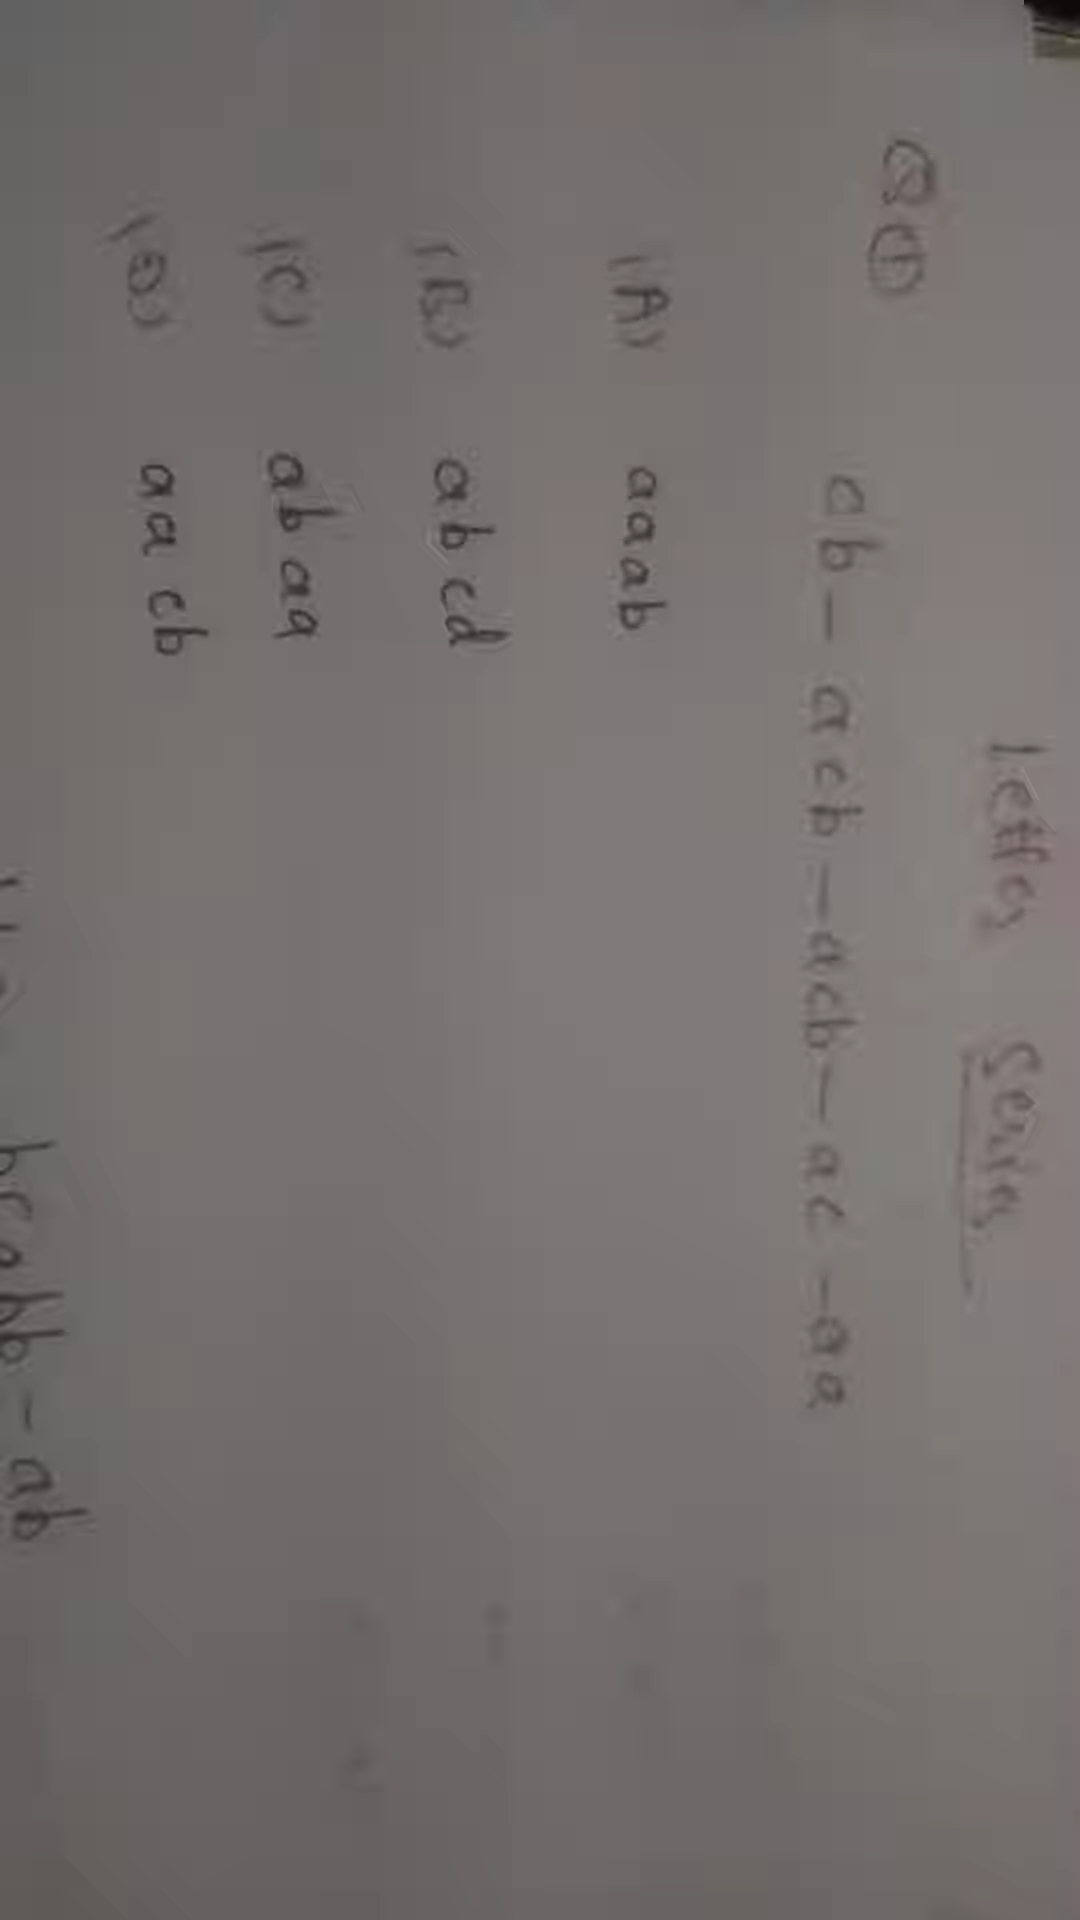 Letter Series
Q① ab-acb-acb-ac-aa
(A) aaab
(B) abcd
(C) abaa
(D) aacb
bcabb-ab